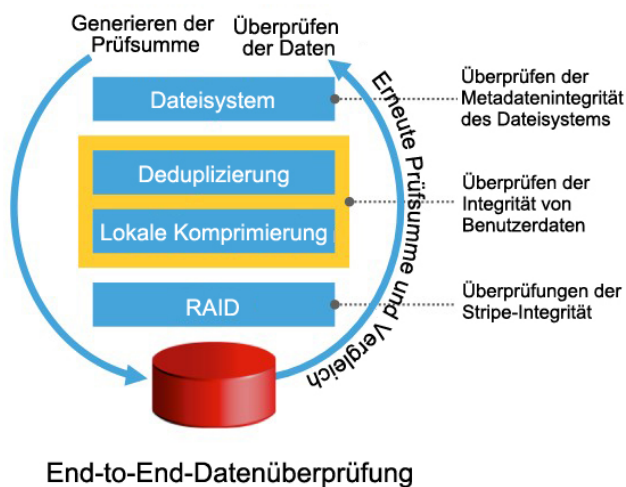 Generieren der
Prüfsumme
Überprüfen
der Daten
Dateisystem
Überprüfen der
Metadatenintegrität
des Dateisystems
Deduplizierung
Lokale Komprimierung
Überprüfen der
Integrität von
Benutzerdaten
RAID
Überprüfungen der
Stripe-Integrität
Erneute Prüfsumme und Vergleich
End-to-End-Datenüberprüfung